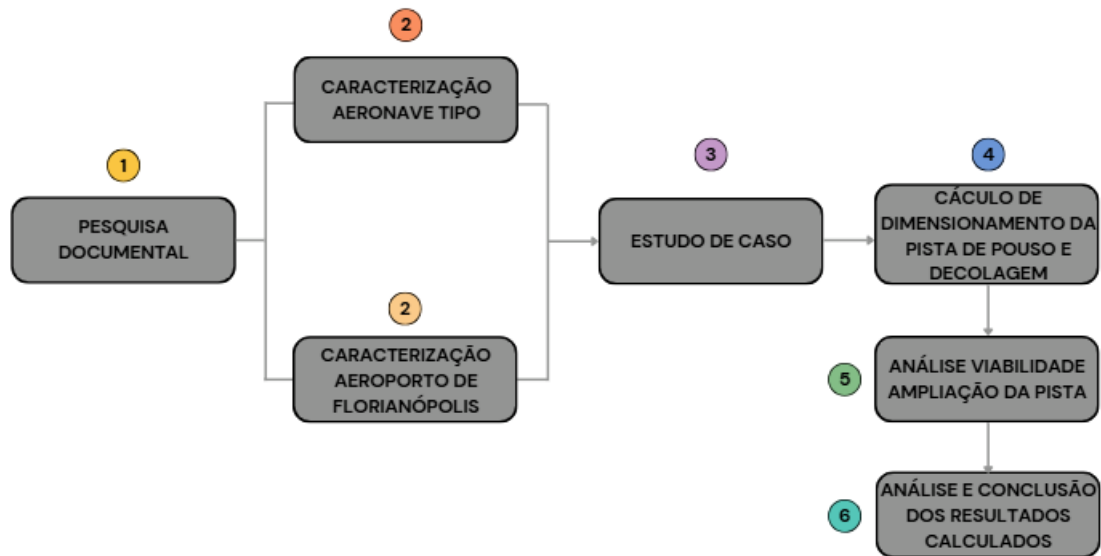 1
PESQUISA
DOCUMENTAL
2
CARACTERIZAÇÃO
AERONAVE TIPO
2
CARACTERIZAÇÃO
AEROPORTO DE
FLORIANÓPOLIS
3
ESTUDO DE CASO
4
CÁCULO DE
DIMENSIONAMENTO DA
PISTA DE POUSO E
DECOLAGEM
5
ANÁLISE VIABILIDADE
AMPLIAÇÃO DA PISTA
6
ANÁLISE E CONCLUSÃO
DOS RESULTADOS
CALCULADOS